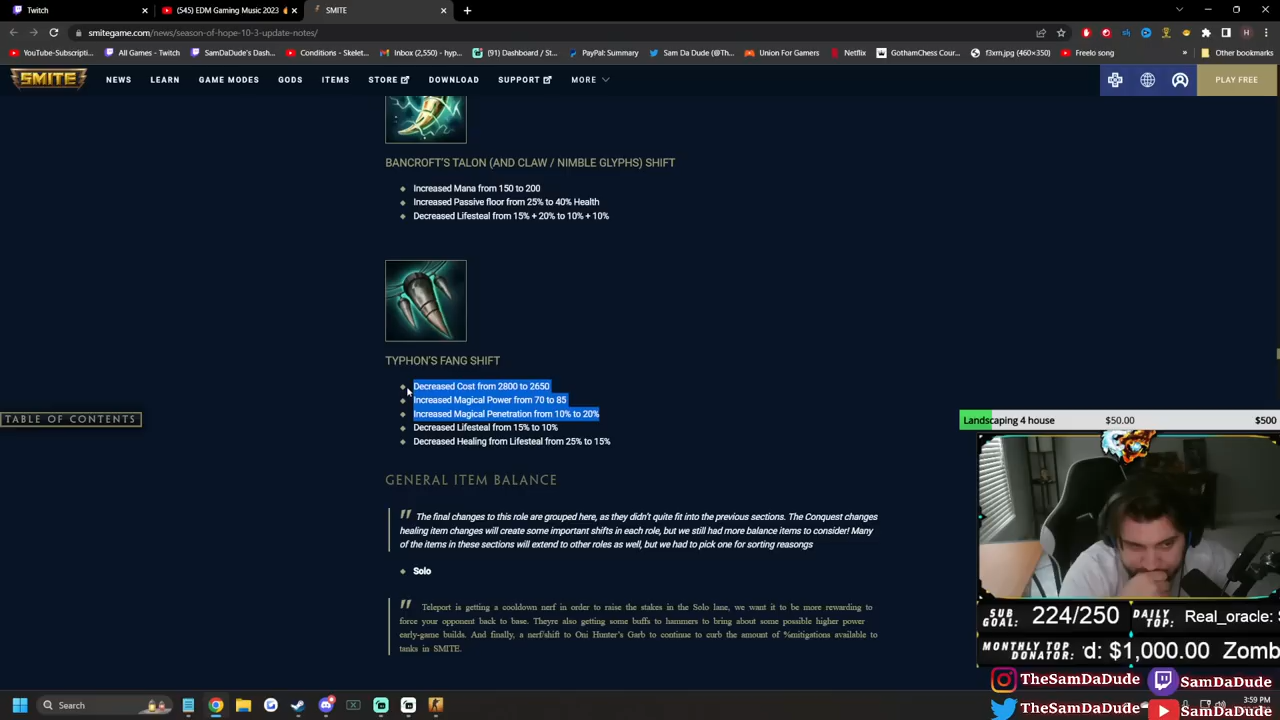 Twitch
(545) EDM Gaming Music 2023
SMITE
smitegame.com/news/season-of-hope-10-3-update-notes/
YouTube-Subscripti...
All Games - Twitch
SamDaDude's Dashb...
Conditions - Skelet...
Inbox (2,550) - hyp...
(91) Dashboard / St...
PayPal: Summary
Sam Da Dude (@Th...
Union For Gamers
Netflix
GothamChess Cour...
f3xrn.jpg (460×350)
Freelo song
Other bookmarks
SMITE
NEWS
LEARN
GAME MODES
GODS
ITEMS
STORE
DOWNLOAD
SUPPORT
MORE
PLAY FREE
BANCROFT'S TALON (AND CLAW / NIMBLE GLYPHS) SHIFT
Increased Mana from 150 to 200
Increased Passive floor from 25% to 40% Health
Decreased Lifesteal from 15% + 20% to 10% + 10%
TYPHON'S FANG SHIFT
Decreased Cost from 2800 to 2650
Increased Magical Power from 70 to 85
Increased Magical Penetration from 10% to 20%
Decreased Lifesteal from 15% to 10%
Decreased Healing from Lifesteal from 25% to 15%
TABLE OF CONTENTS
GENERAL ITEM BALANCE
The final changes to this role are grouped here, as they didn't quite fit into the previous sections. The Conquest changes
healing item changes will create some important shifts in each role, but we still had more balance items to consider! Many
of the items in these sections will extend to other roles as well, but we had to pick one for sorting reasongs
Solo
Teleport is getting a cooldown nerf in order to raise the stakes in the Solo lane, we want it to be more rewarding to
force your opponent back to base. Theyre also getting some buffs to hammers to bring about some possible higher power
early-game builds. And finally, a nerf/shift to Oni Hunter's Garb to continue to curb the amount of %mitigations available to
tanks in SMITE.
Landscaping 4 house
$50.00
$500
SUB GOAL:
224/250
DAILY TOP:
Real_oracle:
MONTHLY TOP DONATOR:
d: $1,000.00 Zomb
TheSamDaDude
SamDaDude
TheSamDaDude
SamDaDude
Search
3:59 PM